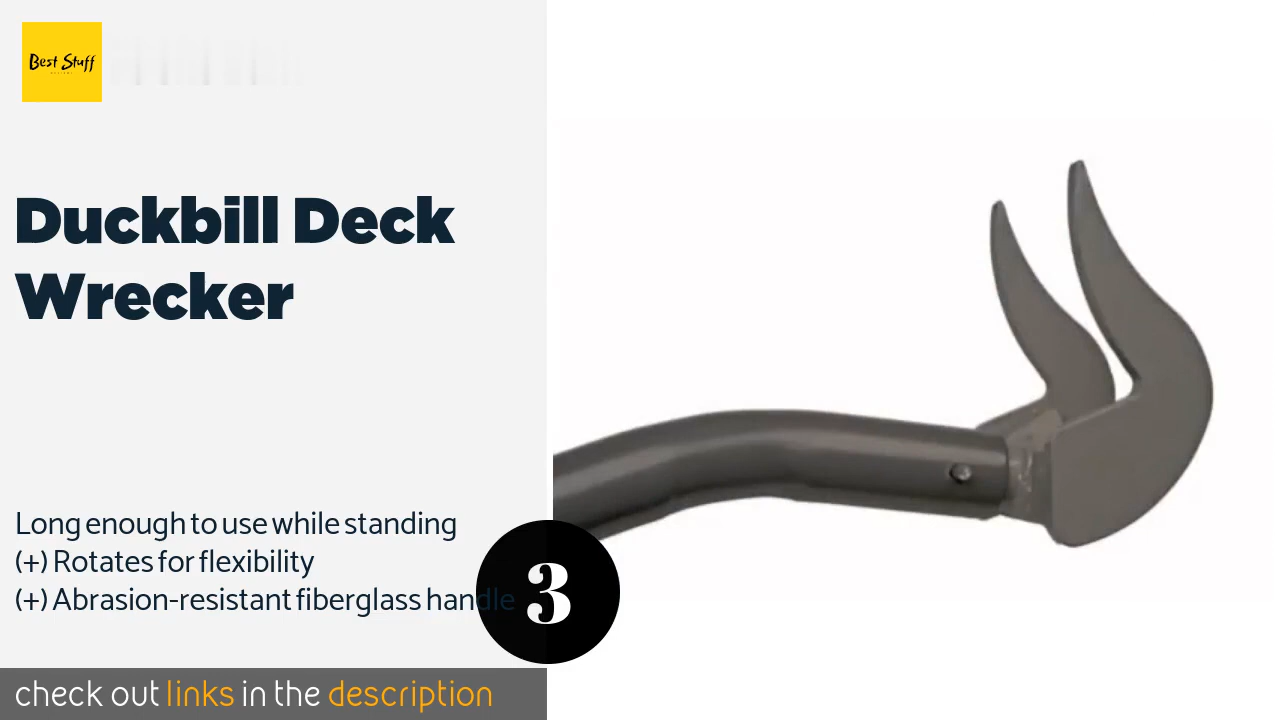 Best Stuff
Duckbill Deck
Wrecker
Long enough to use while standing
(+) Rotates for flexibility
(+) Abrasion-resistant fiberglass handle
3
check out links in the description